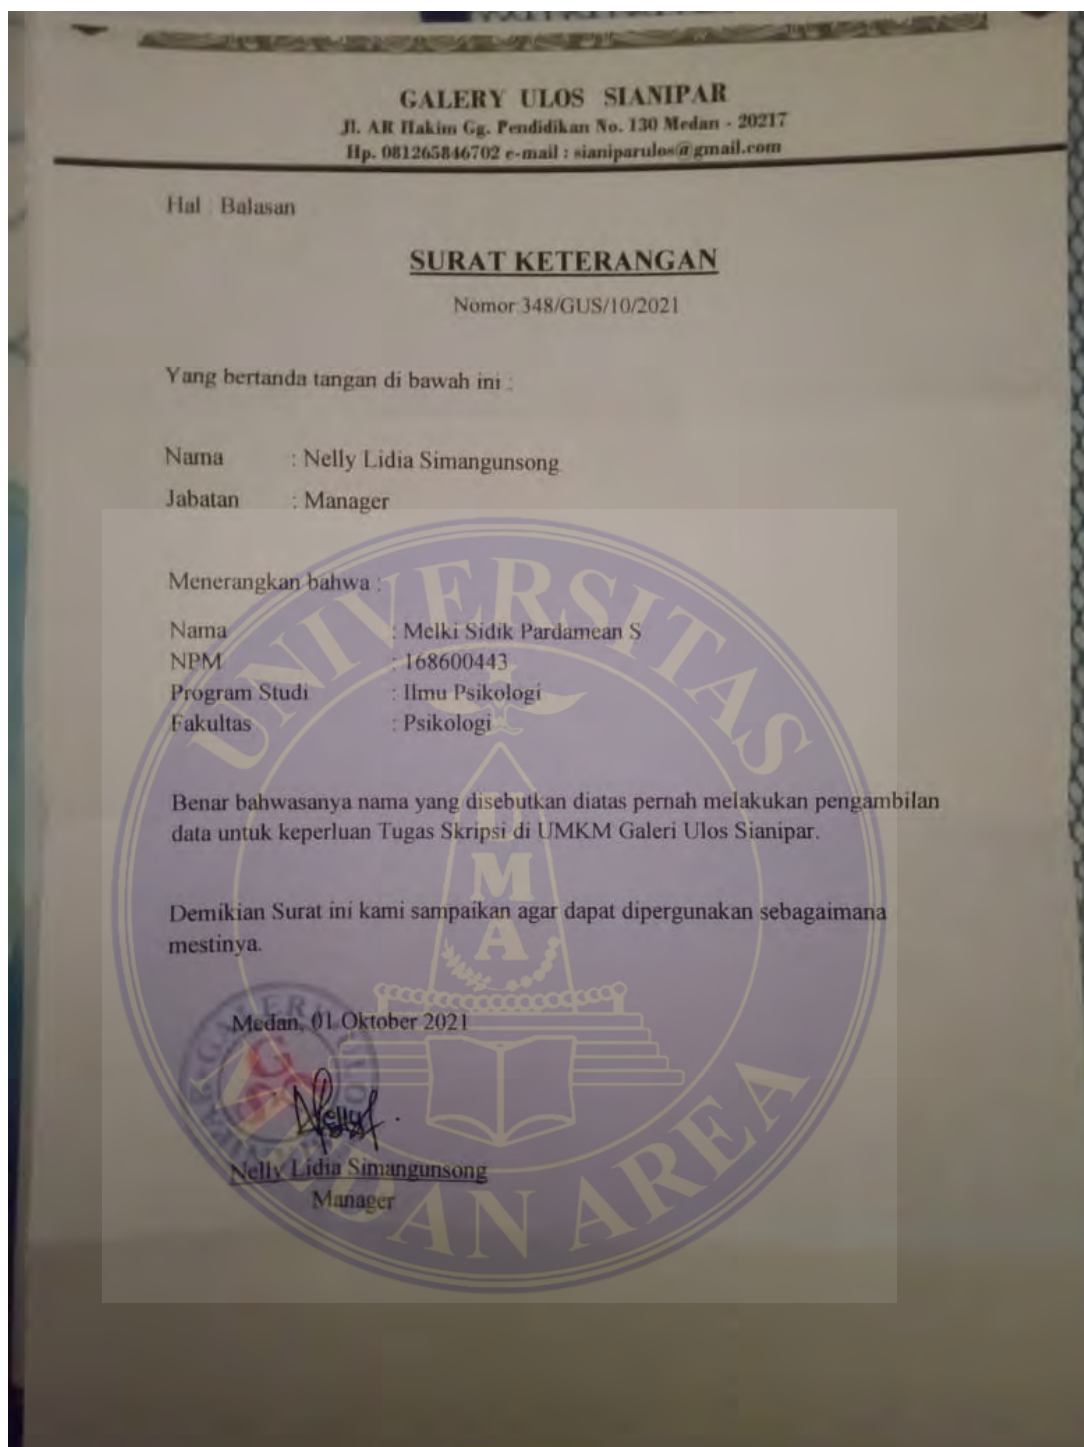 GALERY ULOS SIANIPAR
Jl. AR Hakim Gg. Pendidikan No. 130 Medan - 20217
Hp. 081265846702 e-mail : sianiparulos@gmail.com
Hal : Balasan
SURAT KETERANGAN
Nomor 348/GUS/10/2021
Yang bertanda tangan di bawah ini :
Nama : Nelly Lidia Simangunsong
Jabatan : Manager
Menerangkan bahwa :
Nama : Melki Sidik Pardamean S
NPM : 168600443
Program Studi : Ilmu Psikologi
Fakultas : Psikologi
Benar bahwasanya nama yang disebutkan diatas pernah melakukan pengambilan
data untuk keperluan Tugas Skripsi di UMKM Galeri Ulos Sianipar.
Demikian Surat ini kami sampaikan agar dapat dipergunakan sebagaimana
mestinya.
Medan, 01 Oktober 2021
Nelly Lidia Simangunsong
Manager
UNIVERSITAS
MEDAN AREA
UMA